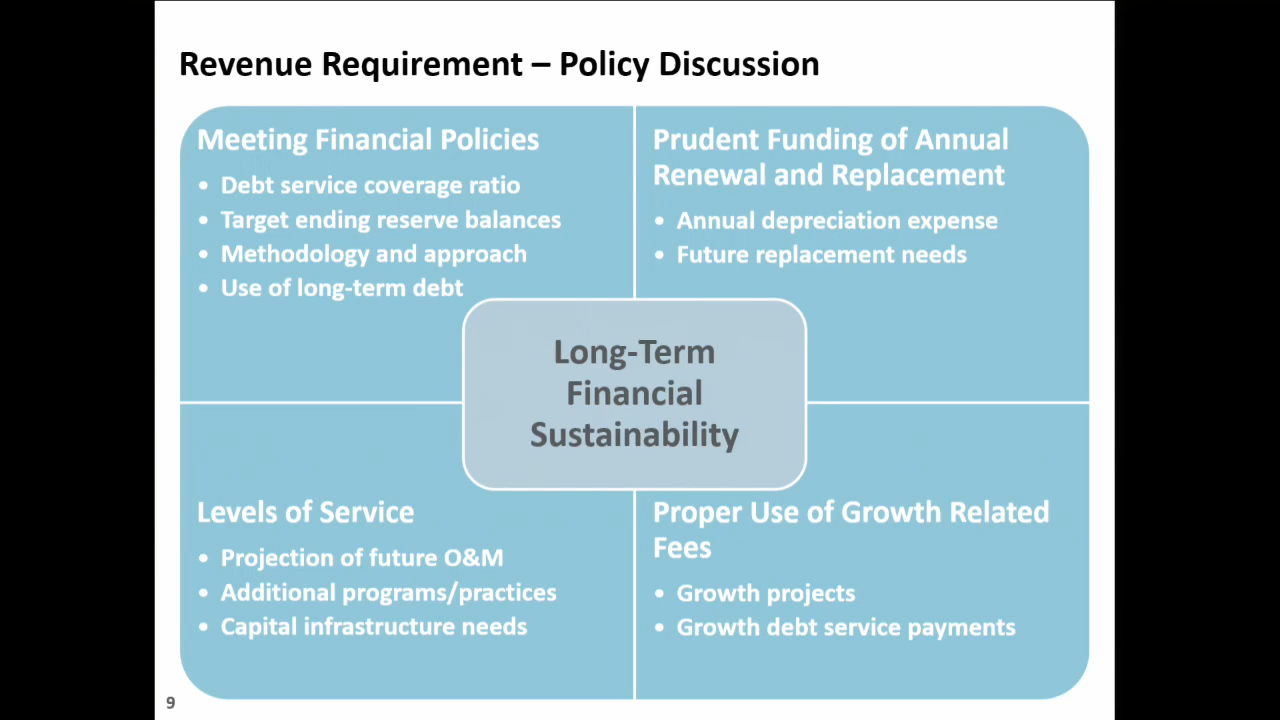 Revenue Requirement – Policy Discussion
Meeting Financial Policies
• Debt service coverage ratio
• Target ending reserve balances
• Methodology and approach
• Use of long-term debt
Prudent Funding of Annual
Renewal and Replacement
• Annual depreciation expense
• Future replacement needs
Long-Term
Financial
Sustainability
Levels of Service
• Projection of future O&M
• Additional programs/practices
• Capital infrastructure needs
Proper Use of Growth Related
Fees
• Growth projects
• Growth debt service payments
9